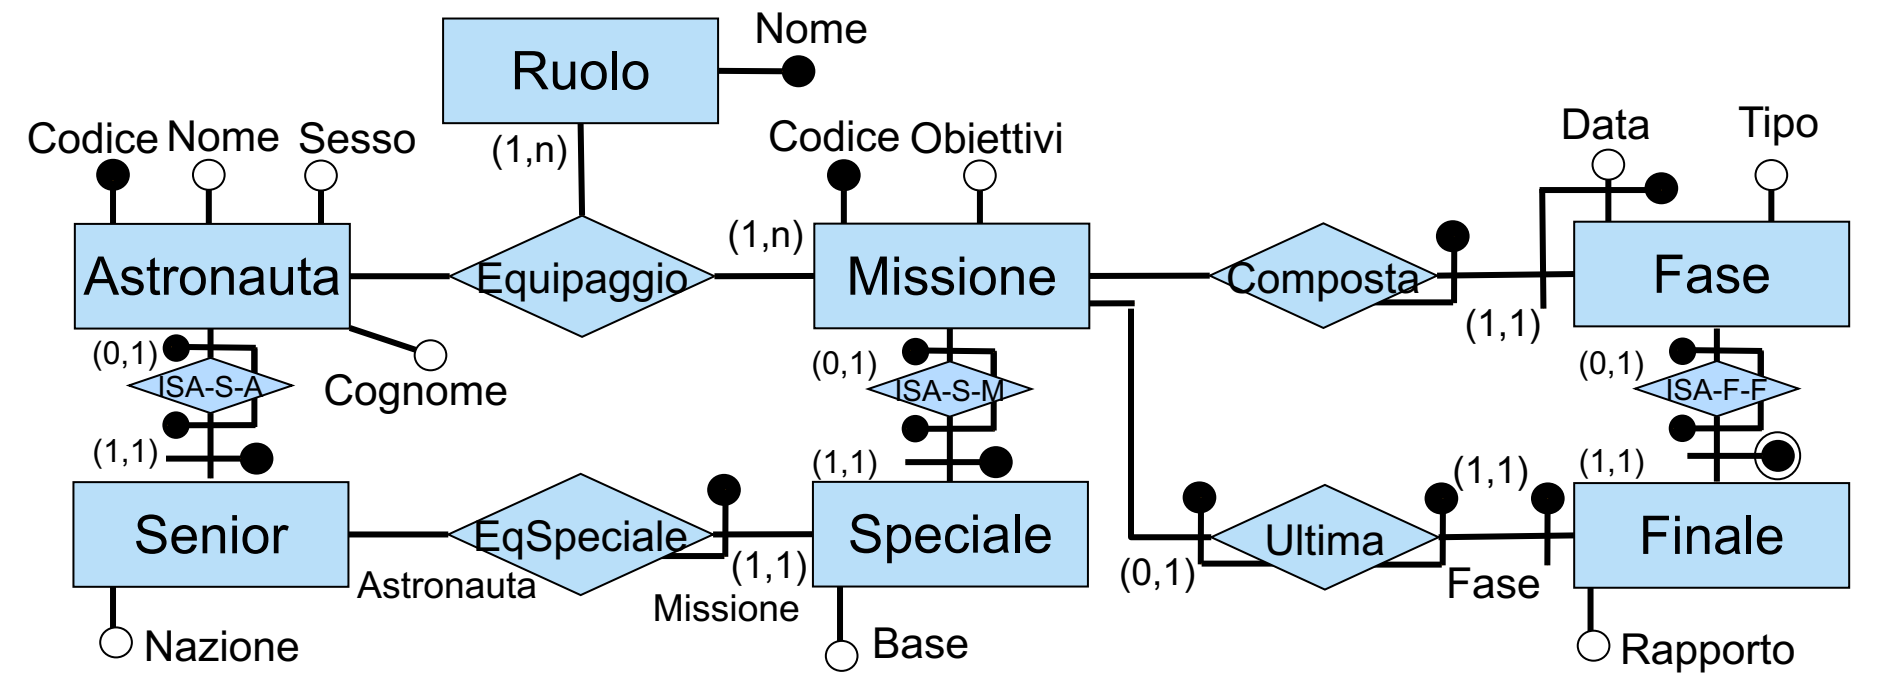 Nome
Ruolo
(1,n)
Codice Nome Sesso
Codice Obiettivi
Data
Tipo
(1,n)
Astronauta
Equipaggio
Missione
Composta
Fase
(1,1)
(0,1)
ISA-S-A
(1,1)
Cognome
(0,1)
ISA-S-M
(1,1)
(0,1)
ISA-F-F
(1,1)
Senior
EqSpeciale
Speciale
Ultima
(1,1)
Finale
Astronauta
(1,1)
Missione
(0,1)
Fase
Nazione
Base
Rapporto